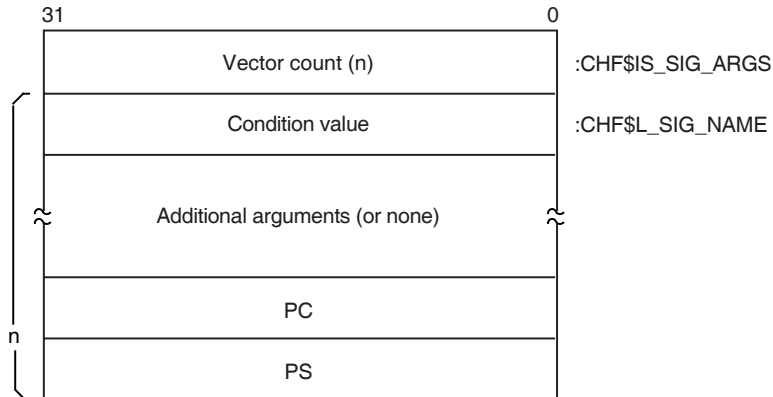 31 0
Vector count (n) :CHF$IS_SIG_ARGS
Condition value :CHF$L_SIG_NAME
Additional arguments (or none)
PC
n
PS